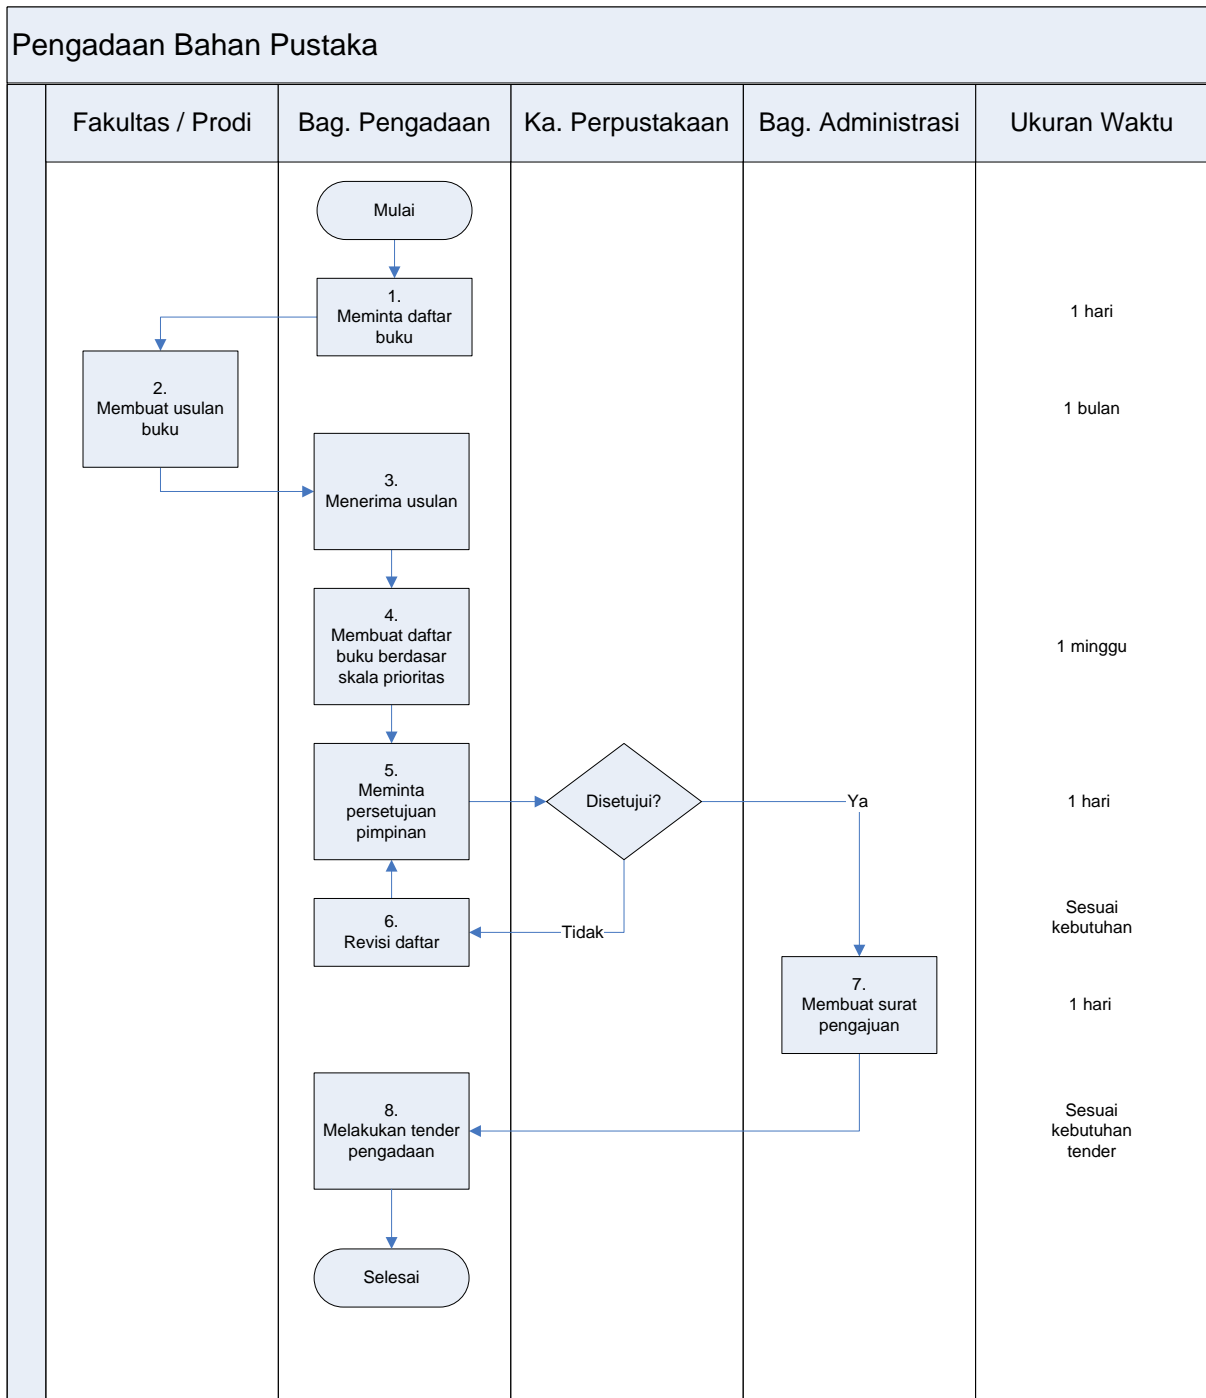 Pengadaan Bahan Pustaka
Fakultas / Prodi
Bag. Pengadaan
Ka. Perpustakaan
Bag. Administrasi
Ukuran Waktu
Mulai
1.
Meminta daftar
buku
1 hari
2.
Membuat usulan
buku
1 bulan
3.
Menerima usulan
4.
Membuat daftar
buku berdasar
skala prioritas
1 minggu
5.
Meminta
persetujuan
pimpinan
Disetujui?
Ya
1 hari
6.
Revisi daftar
Tidak
Sesuai
kebutuhan
7.
Membuat surat
pengajuan
1 hari
8.
Melakukan tender
pengadaan
Sesuai
kebutuhan
tender
Selesai